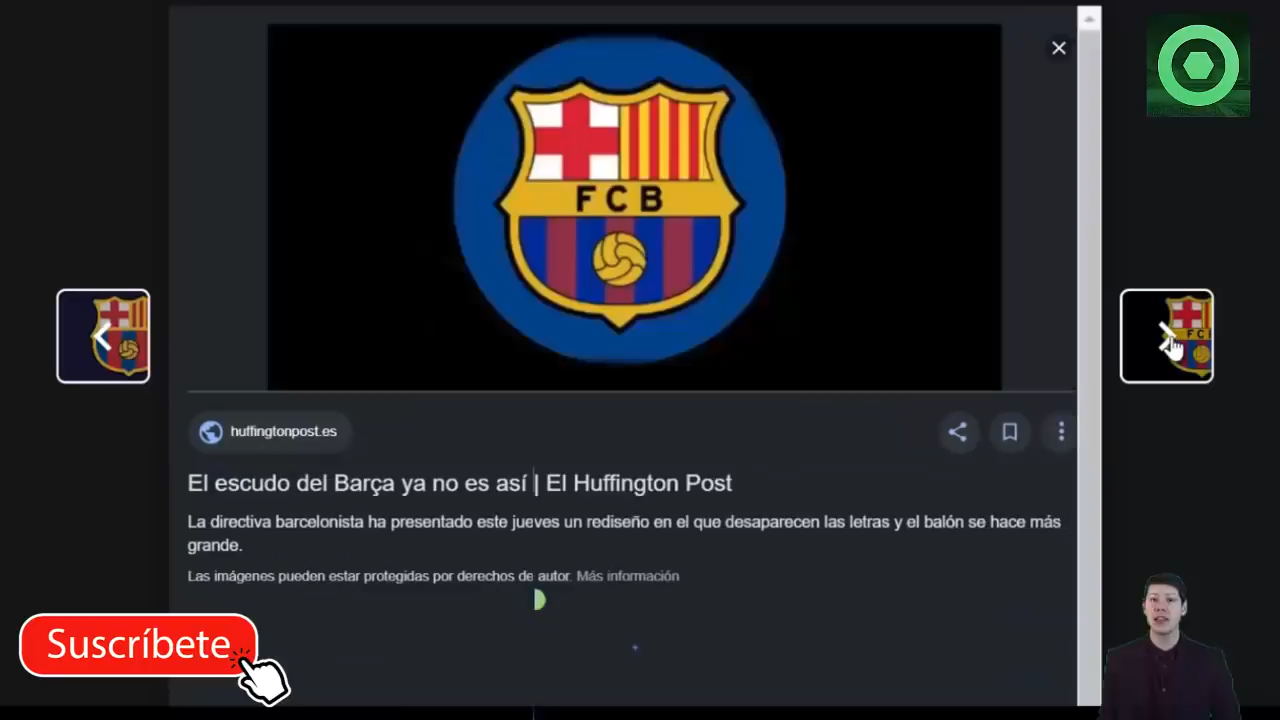 FCB
FC
huffingtonpost.es
El escudo del Barça ya no es así | El Huffington Post
La directiva barcelonista ha presentado este jueves un rediseño en el que desaparecen las letras y el balón se hace más
grande.
Las imágenes pueden estar protegidas por derechos de autor. Más información
Suscríbete